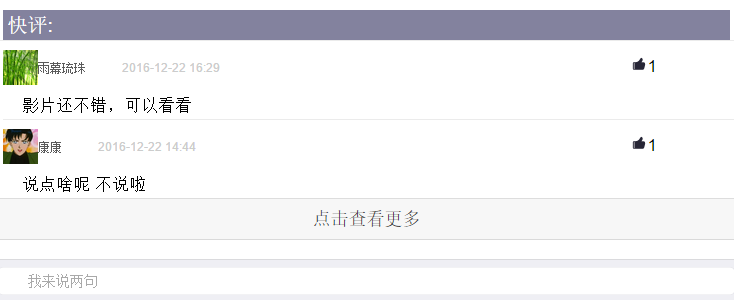 快评:
雨幕琉珠 2016-12-22 16:29 1
影片还不错，可以看看
康康 2016-12-22 14:44 1
说点啥呢 不说啦
点击查看更多
我来说两句